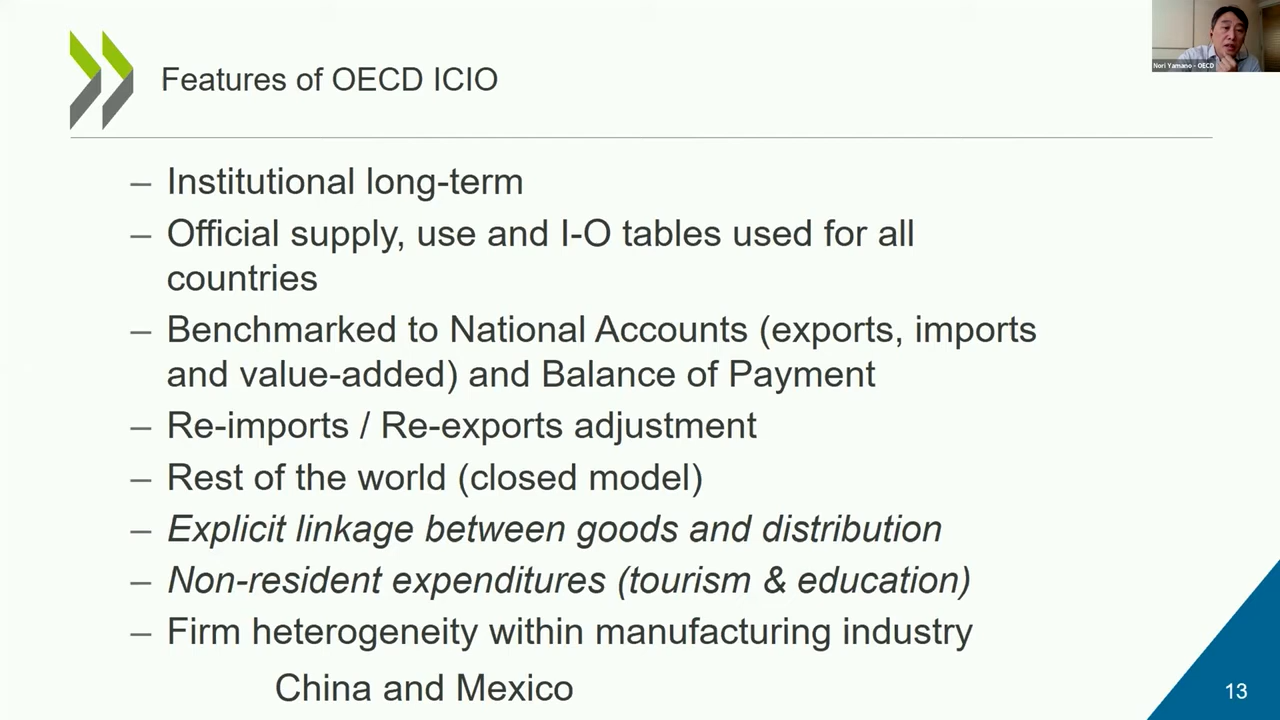 Nori Yamano - OECD
Features of OECD ICIO
– Institutional long-term
– Official supply, use and I-O tables used for all
countries
– Benchmarked to National Accounts (exports, imports
and value-added) and Balance of Payment
– Re-imports / Re-exports adjustment
– Rest of the world (closed model)
– Explicit linkage between goods and distribution
– Non-resident expenditures (tourism & education)
– Firm heterogeneity within manufacturing industry
China and Mexico
13